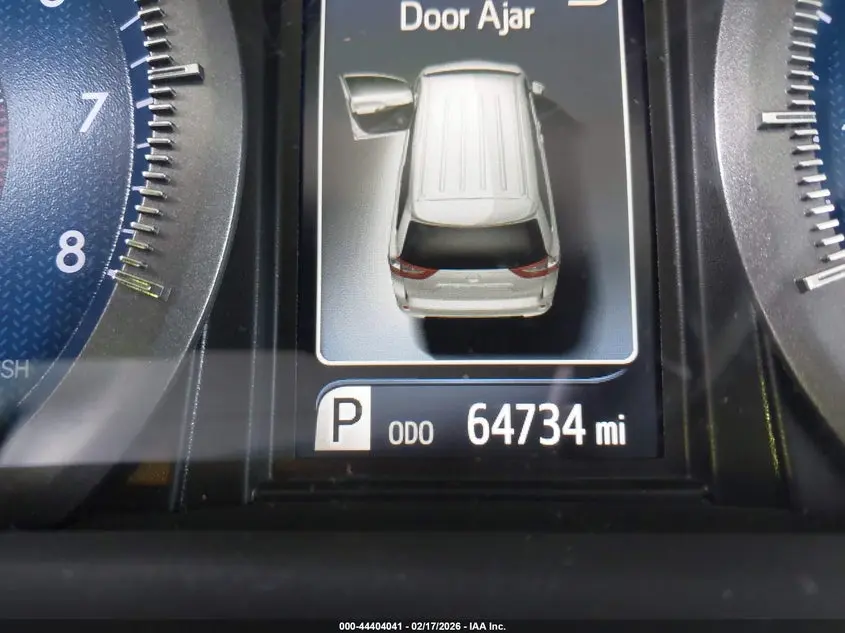 Door Ajar
7
8
SH
P ODO 64734 mi
000-44404041 - 02/17/2026 - IAA Inc.